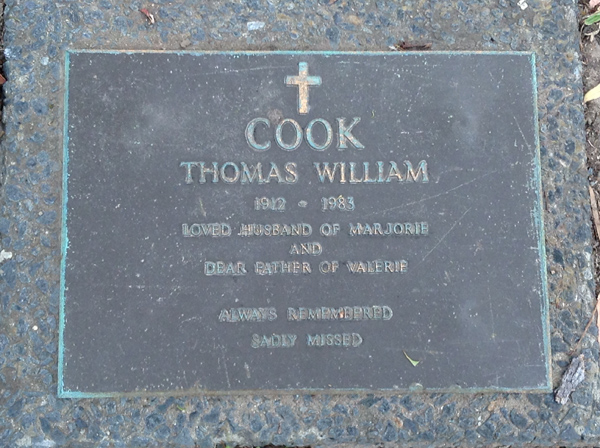 COOK
THOMAS WILLIAM
1912 - 1983
LOVED HUSBAND OF MARJORIE
AND
DEAR FATHER OF VALERIE
ALWAYS REMEMBERED
SADLY MISSED